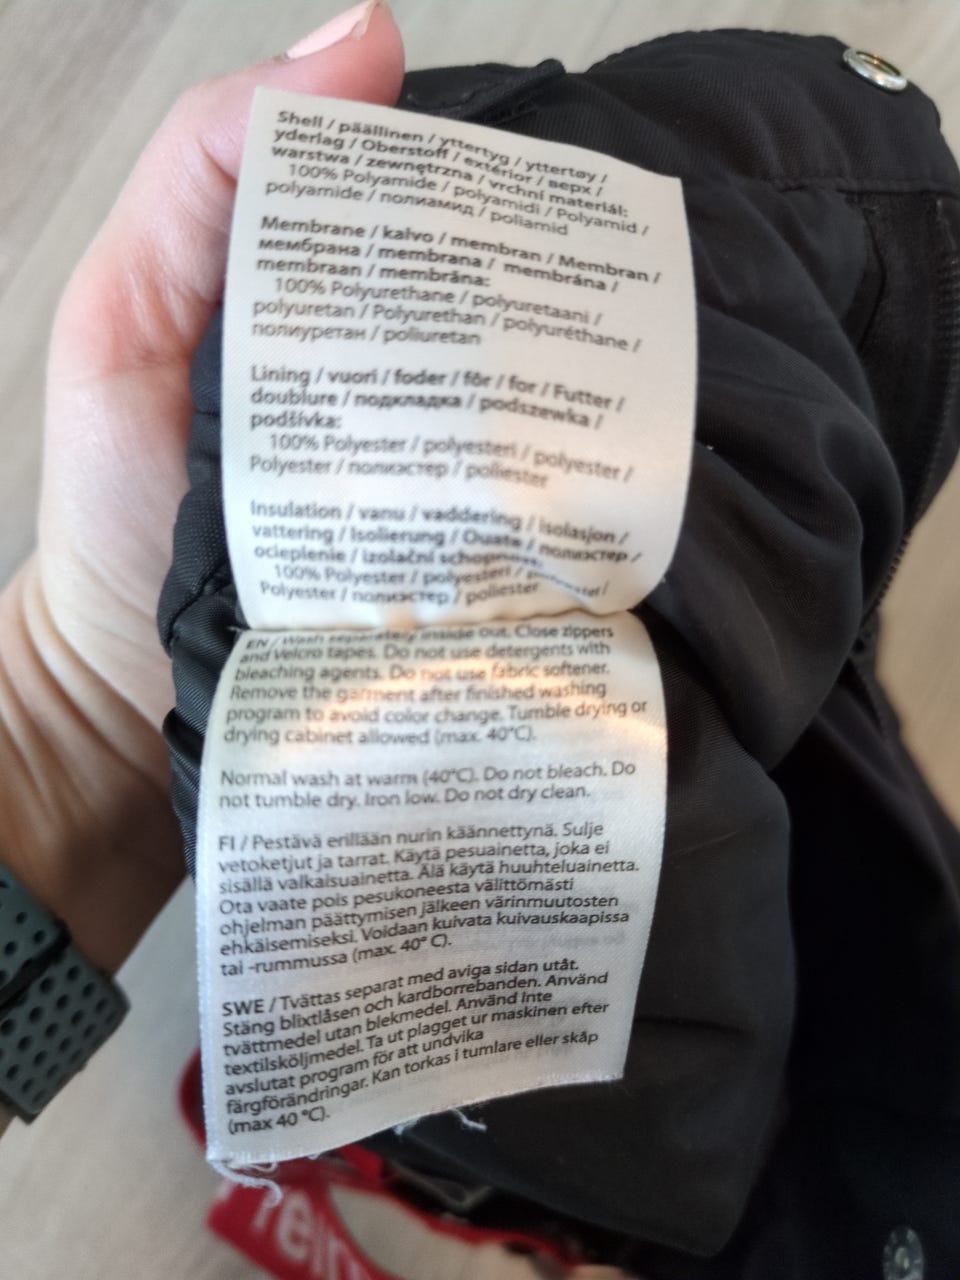 Shell / päällinen / yttertyg / yttertøy /
yderlag / Oberstoff / extérior / верх /
warstwa / zewnętrzna / vrchní materiál:
100% Polyamide / polyamidi / Polyamid /
polyamide / полиамид / poliamid
Membrane / kalvo / membran / Membran /
мембрана / membrana / membrána /
membraan / membrāna:
100% Polyurethane / polyuretaani /
polyuretan / Polyurethan / polyuréthane /
полиуретан / poliuretan
Lining / vuori / foder / fôr / for / Futter /
doublure / подкладка / podszewka /
podšívka:
100% Polyester / polyesteri / polyester /
Polyester / полиэстер / poliester
Insulation / vanu / vaddering / isolasjon /
vattering / Isolierung / Ouate / полиэстер /
ocieplenie / izolační
100% Polyester / polyesteri /
Polyester / полиэстер / poliester
EN / Wash separately inside out. Close zippers
and Velcro tapes. Do not use detergents with
bleaching agents. Do not use fabric softener.
Remove the garment after finished washing
program to avoid color change. Tumble drying or
drying cabinet allowed (max. 40°C).
Normal wash at warm (40°C). Do not bleach. Do
not tumble dry. Iron low. Do not dry clean.
FI / Pestävä erillään nurin käännettynä. Sulje
vetoketjut ja tarrat. Käytä pesuainetta, joka ei
sisällä valkaisuainetta. Älä käytä huuhteluainetta.
Ota vaate pois pesukoneesta välittömästi
ohjelman päättymisen jälkeen värinmuutosten
ehkäisemiseksi. Voidaan kuivata kuivauskaapissa
tai -rummussa (max. 40° C).
SWE / Tvättas separat med aviga sidan utåt.
Stäng blixtlåsen och kardborrebanden. Använd
tvättmedel utan blekmedel. Använd inte
textilsköljmedel. Ta ut plagget ur maskinen efter
avslutat program för att undvika
färgförändringar. Kan torkas i tumlare eller skåp
(max 40 °C).